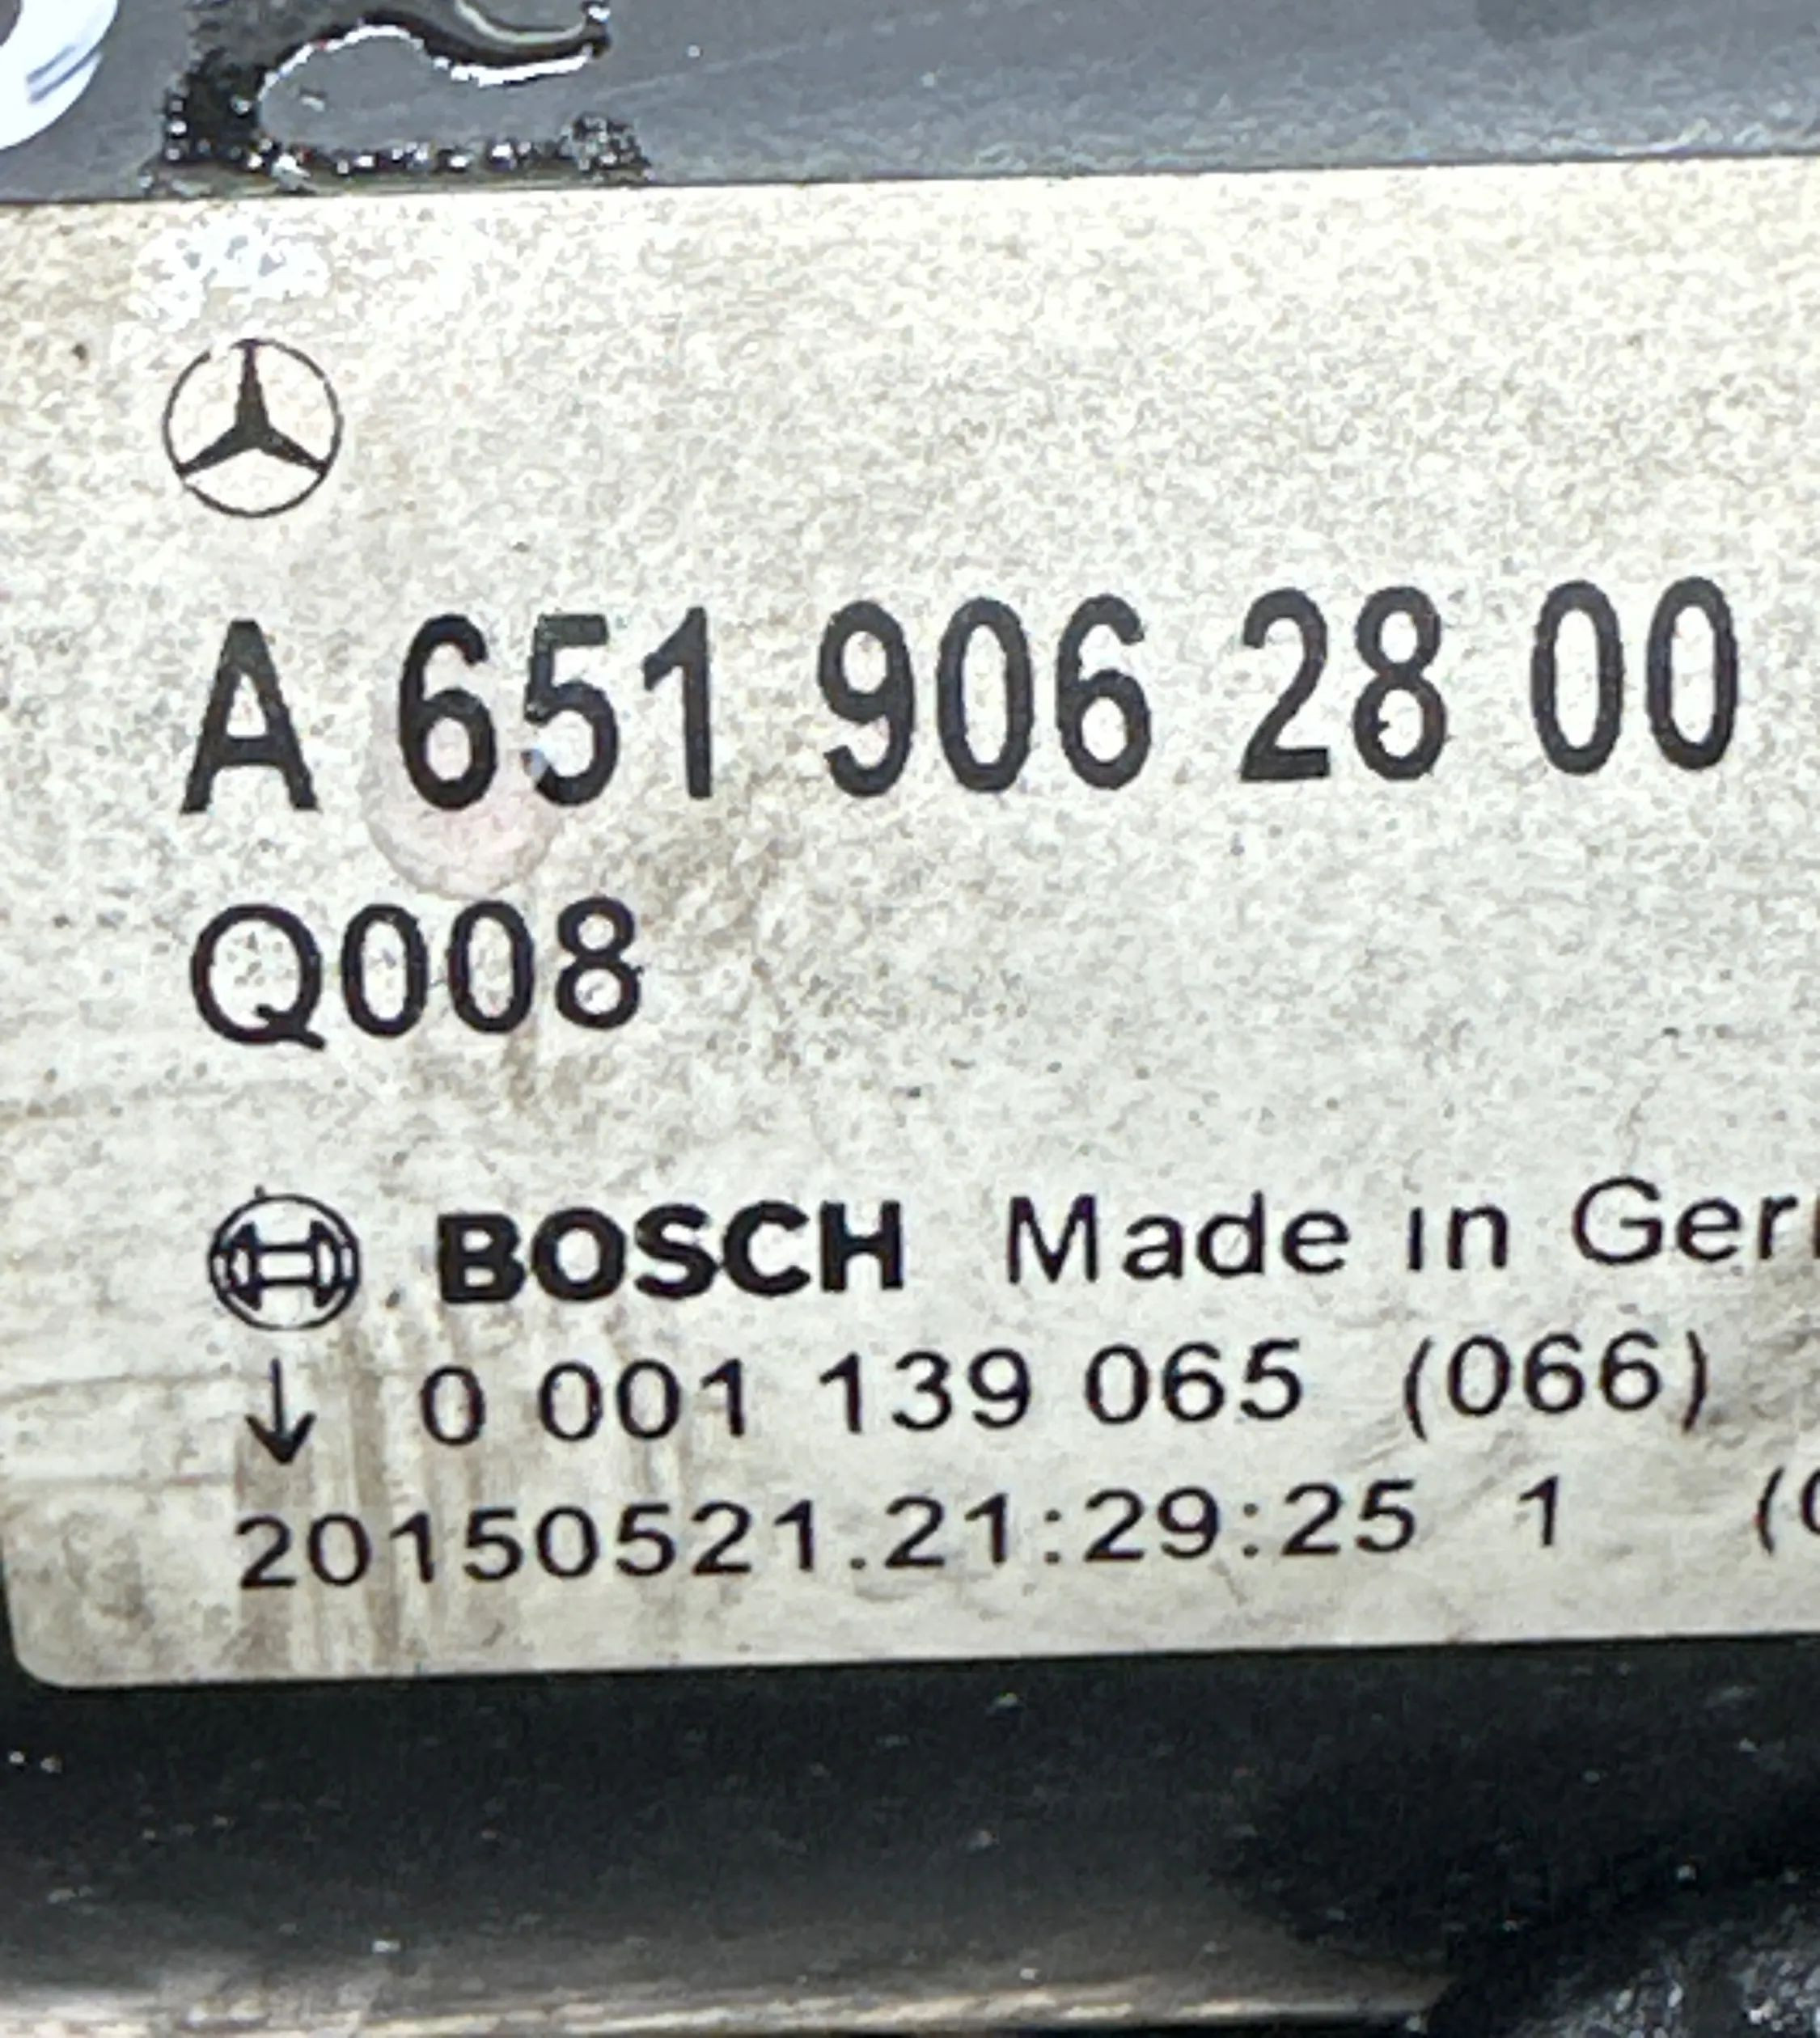 A 651 906 28 00
Q008
BOSCH Made in Ger
↓ 0 001 139 065 (066)
20150521.21:29:25 1 (0